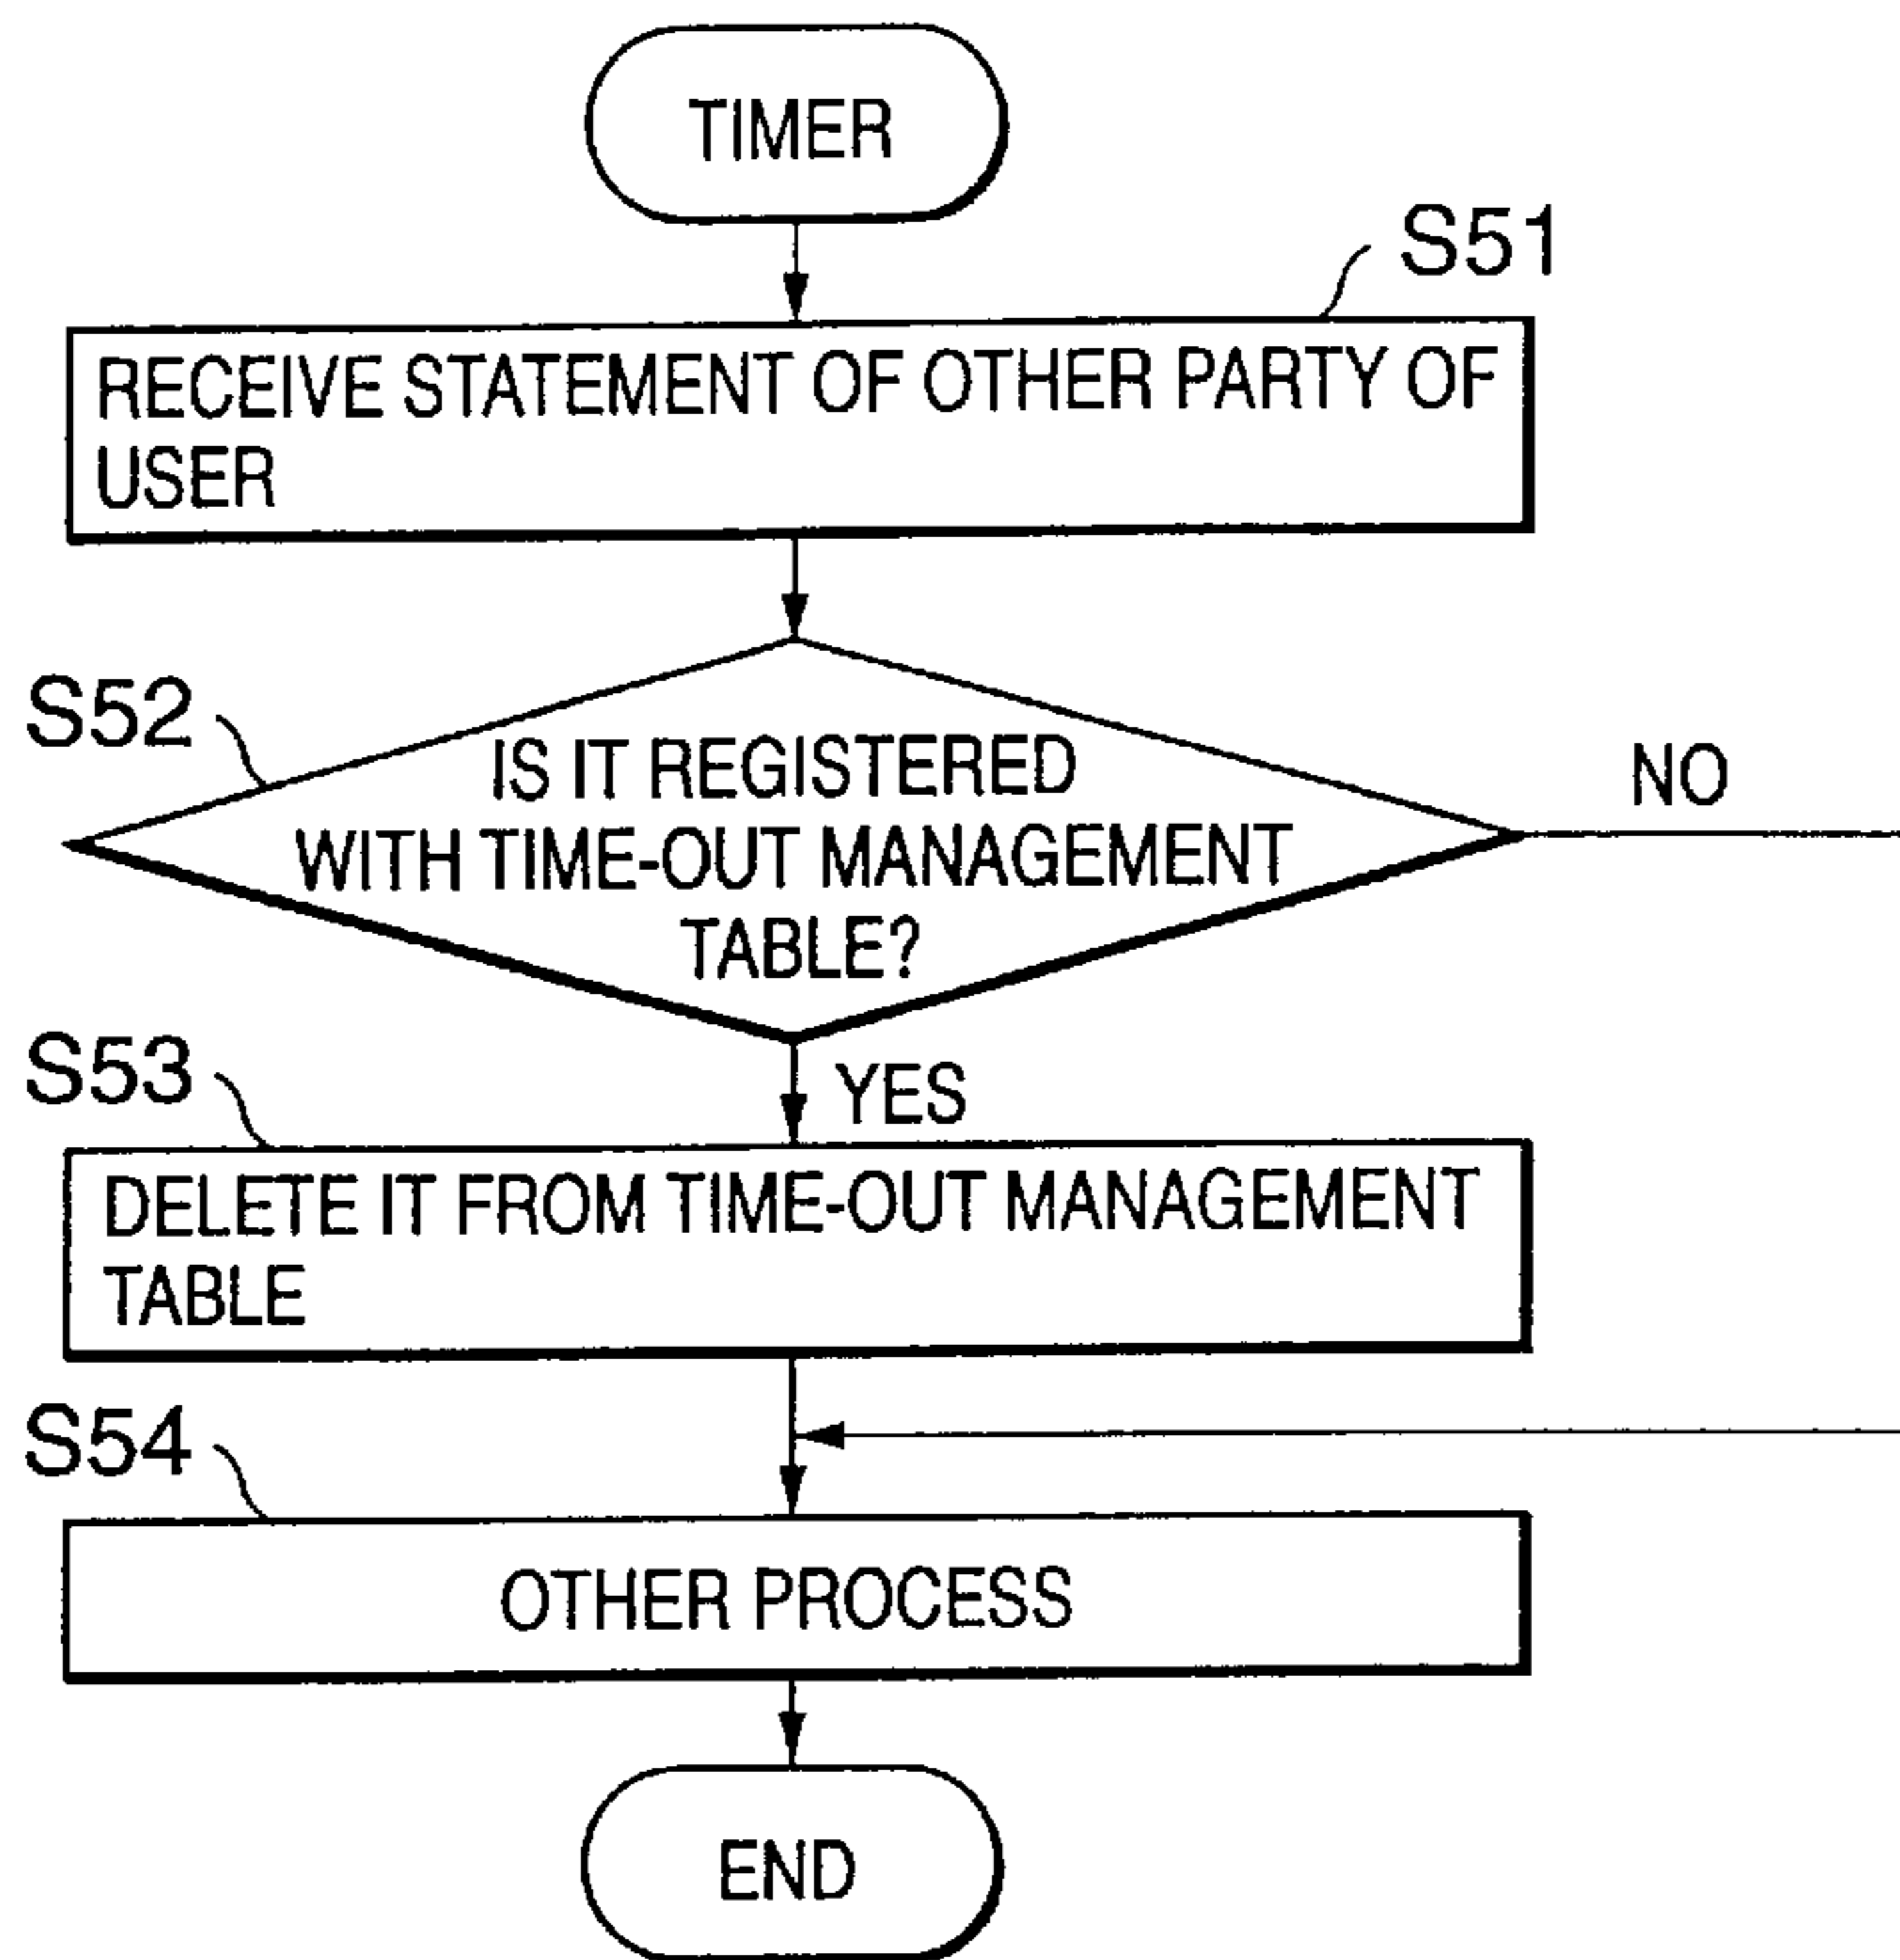 TIMER
S51
RECEIVE STATEMENT OF OTHER PARTY OF
USER
S52
IS IT REGISTERED
WITH TIME-OUT MANAGEMENT
TABLE?
NO
YES
S53
DELETE IT FROM TIME-OUT MANAGEMENT
TABLE
S54
OTHER PROCESS
END